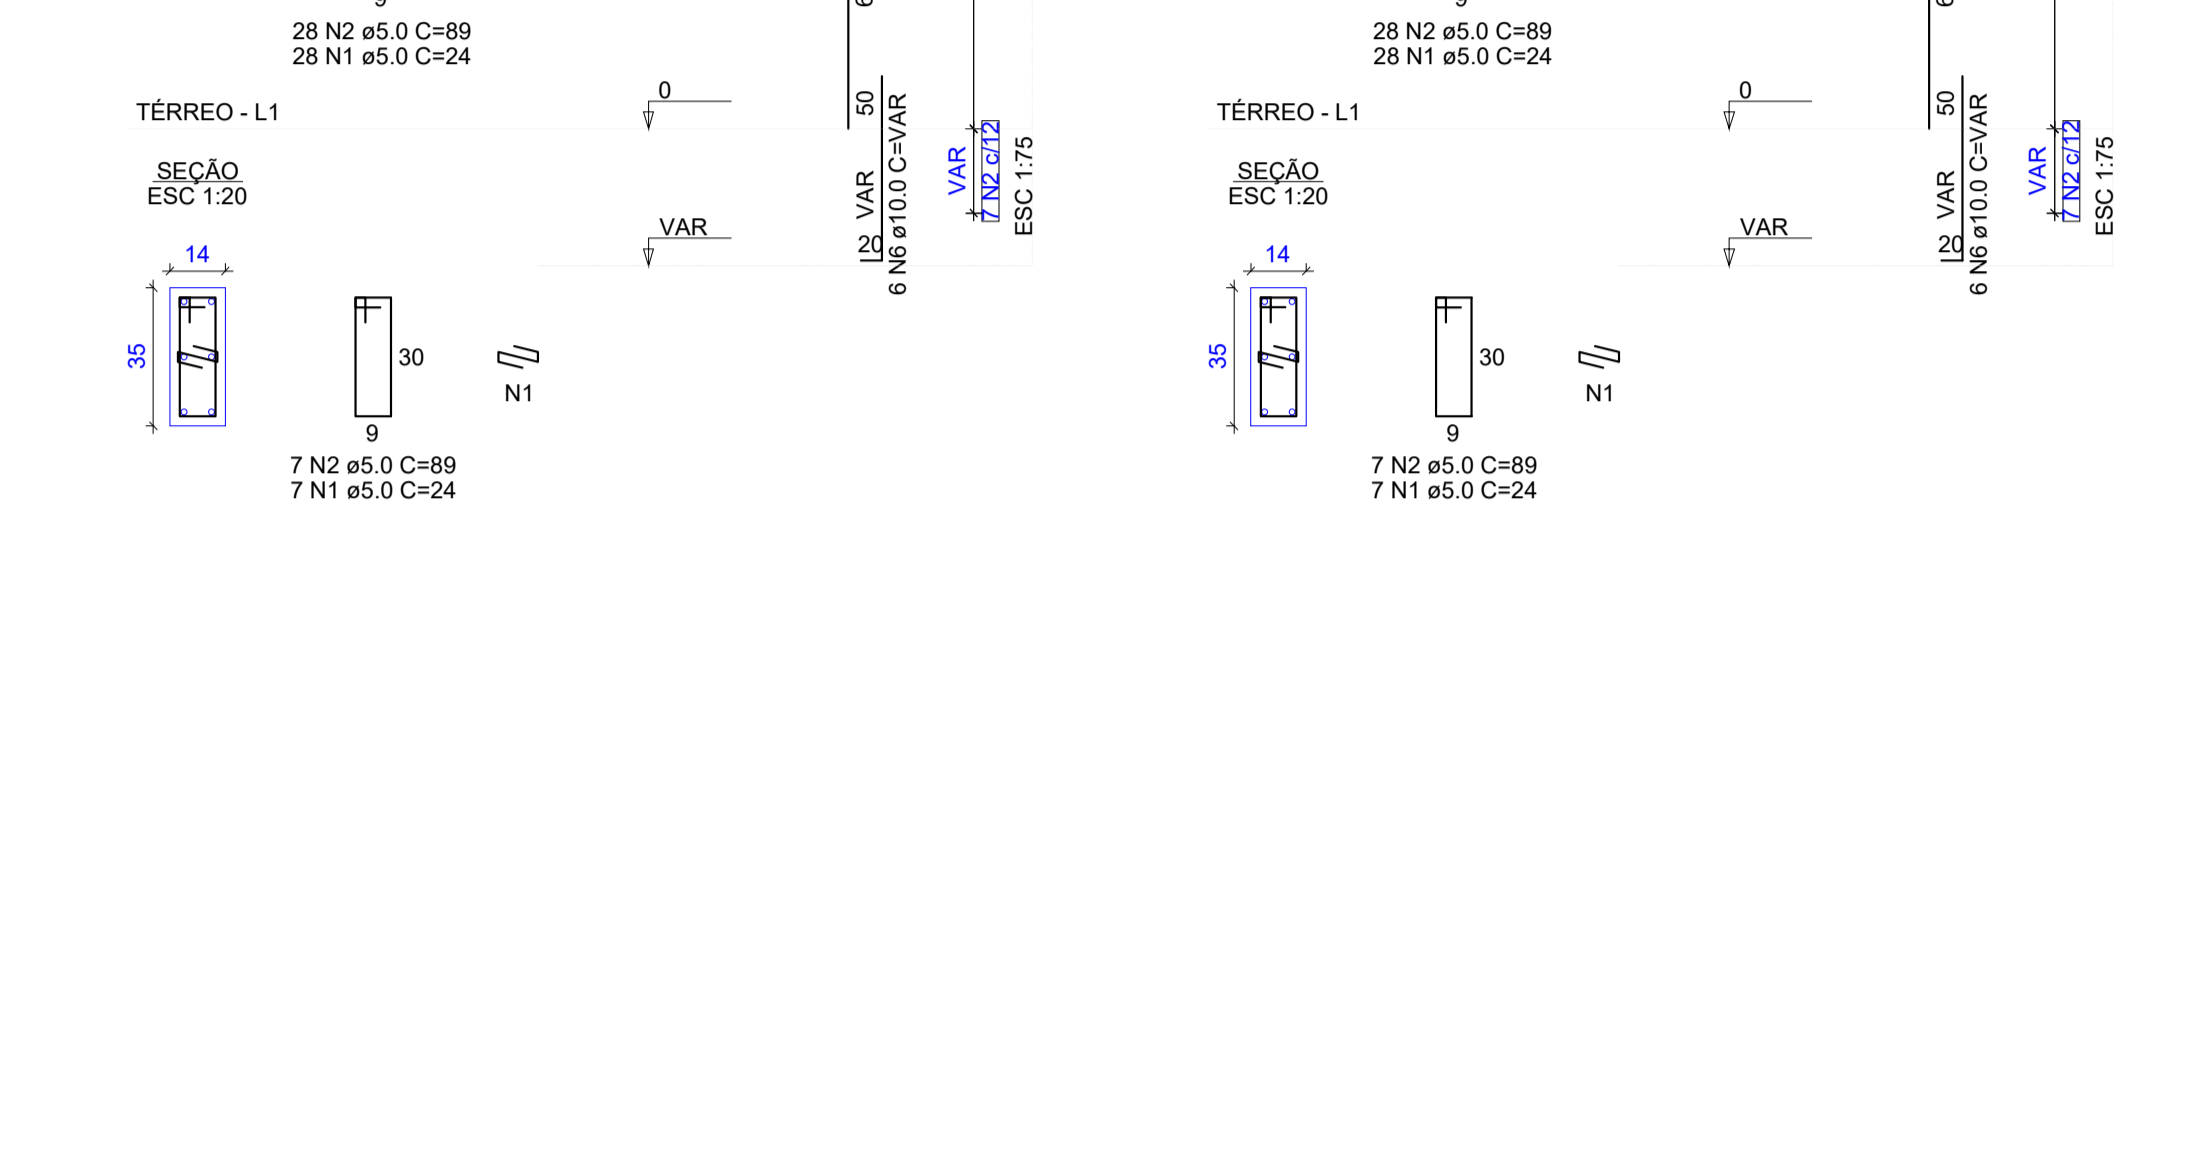 28 N2 ø5.0 C=89
28 N1 ø5.0 C=24
TÉRREO - L1
0
50
VAR
20
6 N6 ø10.0 C=VAR
VAR
7 N2 c/12
ESC 1:75
SEÇÃO
ESC 1:20
VAR
14
35
30
9
N1
7 N2 ø5.0 C=89
7 N1 ø5.0 C=24
28 N2 ø5.0 C=89
28 N1 ø5.0 C=24
TÉRREO - L1
0
50
VAR
20
6 N6 ø10.0 C=VAR
VAR
7 N2 c/12
ESC 1:75
SEÇÃO
ESC 1:20
VAR
14
35
30
9
N1
7 N2 ø5.0 C=89
7 N1 ø5.0 C=24